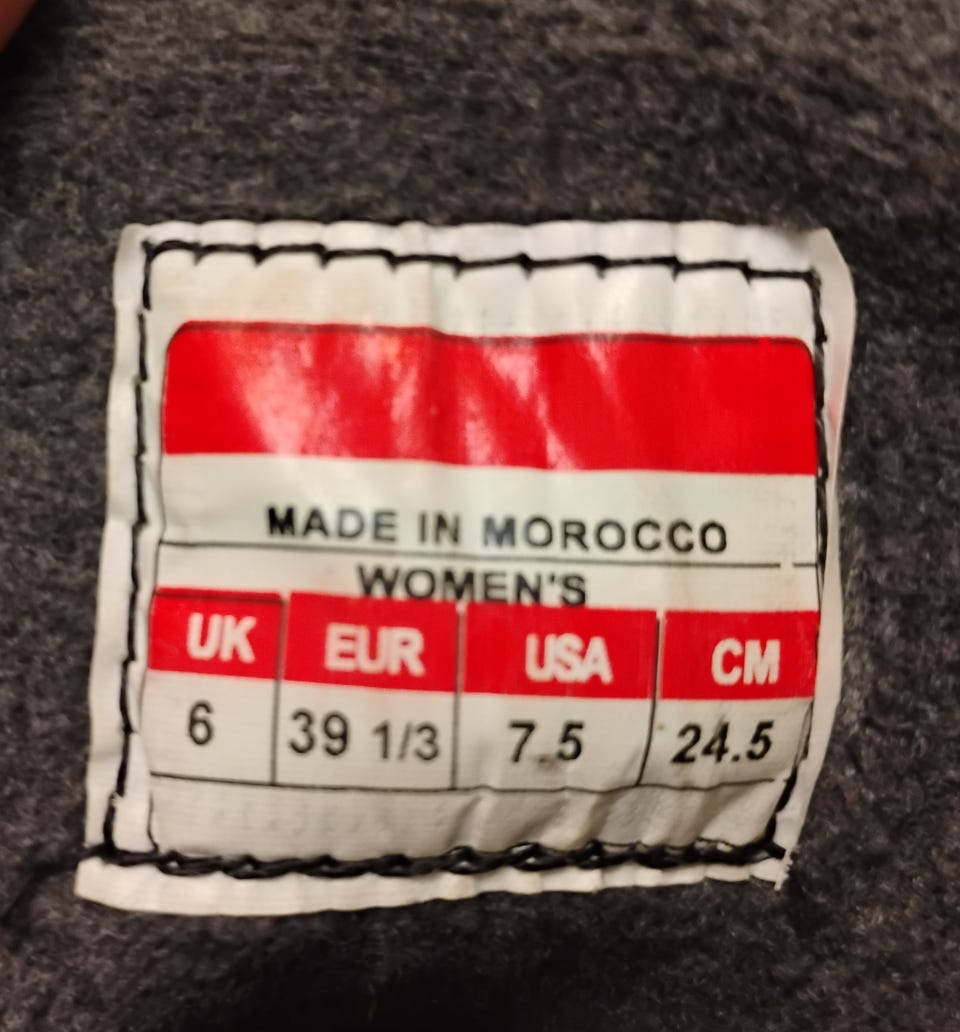 MADE IN MOROCCO
WOMEN'S
UK EUR USA CM
6 39 1/3 7.5 24.5